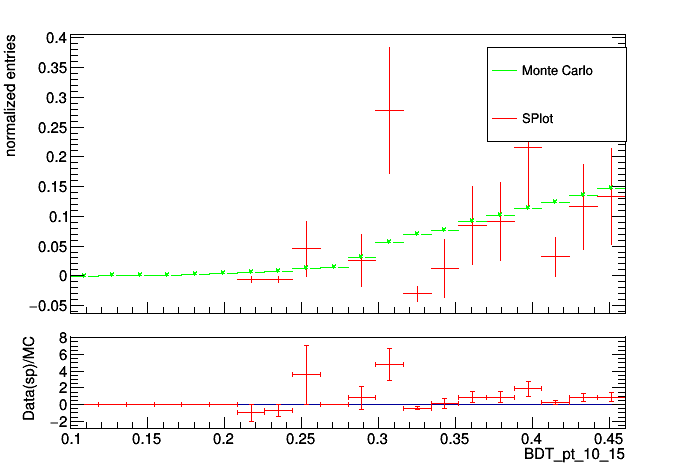 normalized entries
0.4
0.35
0.3
0.25
0.2
0.15
0.1
0.05
0
−0.05
Monte Carlo
SPlot
Data(sp)/MC
8
6
4
2
0
−2
0.1 0.15 0.2 0.25 0.3 0.35 0.4 0.45
BDT_pt_10_15